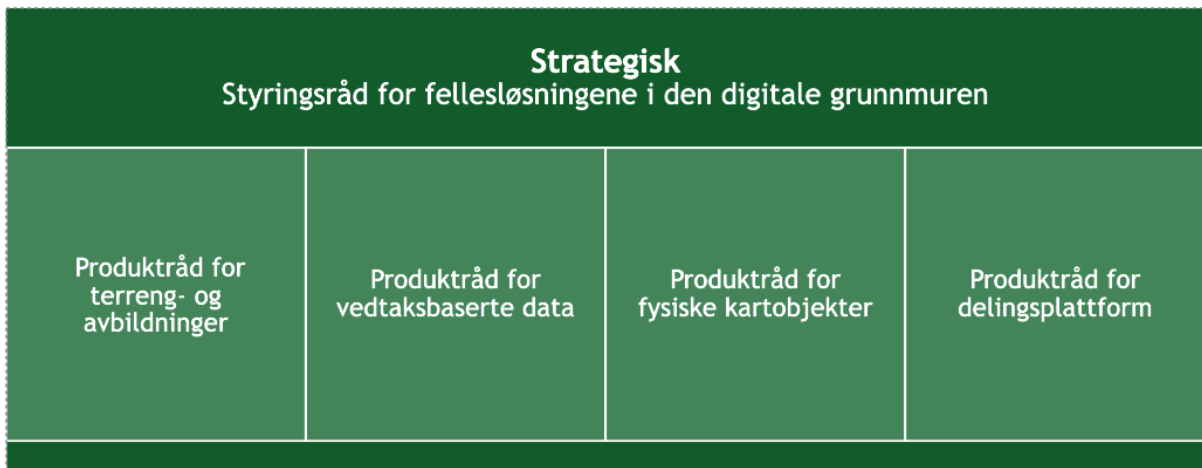 Strategisk
Styringsråd for fellesløsningene i den digitale grunnmuren
Produktråd for
terreng- og
avbildninger
Produktråd for
vedtaksbaserte data
Produktråd for
fysiske kartobjekter
Produktråd for
delingsplattform